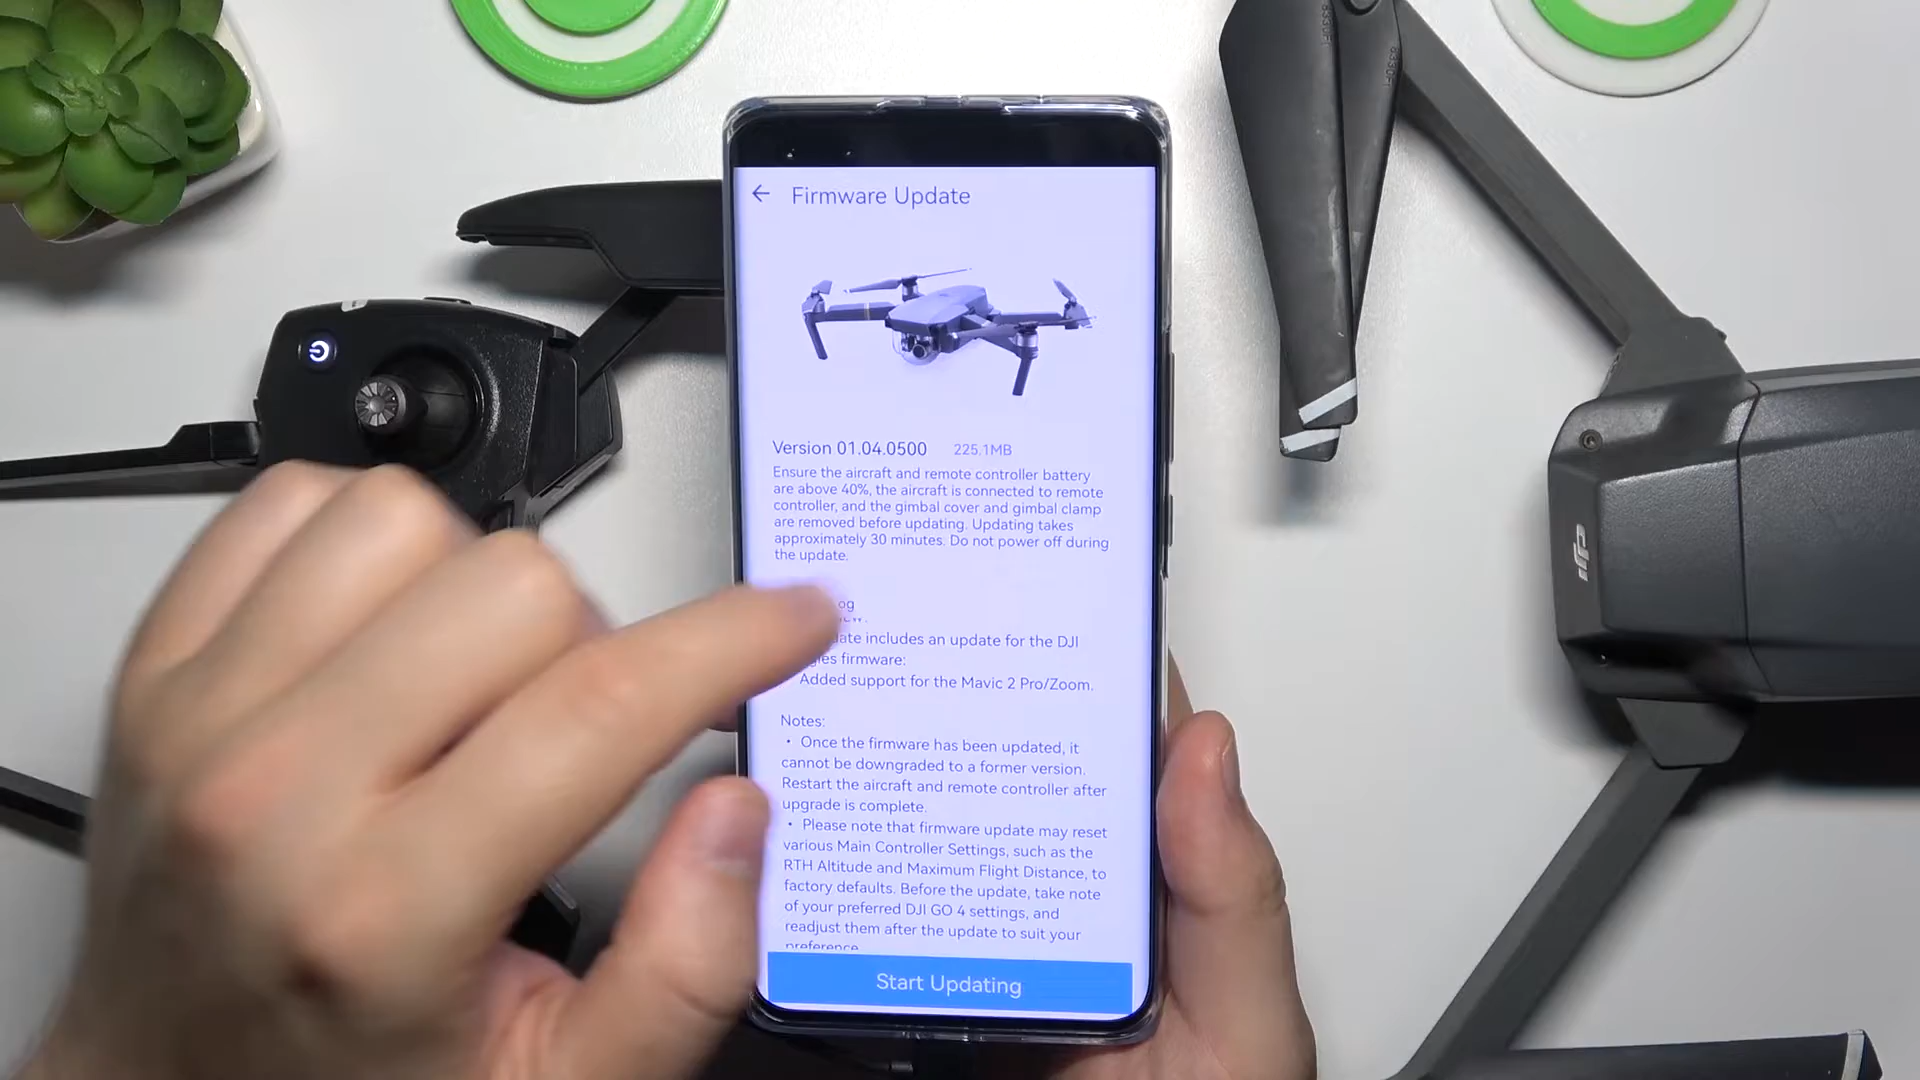 Firmware Update
Version 01.04.0500 225.1MB
Ensure the aircraft and remote controller battery
are above 40%, the aircraft is connected to remote
controller, and the gimbal cover and gimbal clamp
are removed before updating. Updating takes
approximately 30 minutes. Do not power off during
the update.
og
includes an update for the DJI
firmware:
Added support for the Mavic 2 Pro/Zoom.
Notes:
• Once the firmware has been updated, it
cannot be downgraded to a former version.
Restart the aircraft and remote controller after
upgrade is complete.
• Please note that firmware update may reset
various Main Controller Settings, such as the
RTH Altitude and Maximum Flight Distance, to
factory defaults. Before the update, take note
of your preferred DJI GO 4 settings, and
readjust them after the update to suit your
preference
Start Updating
8330F
8330F
dji